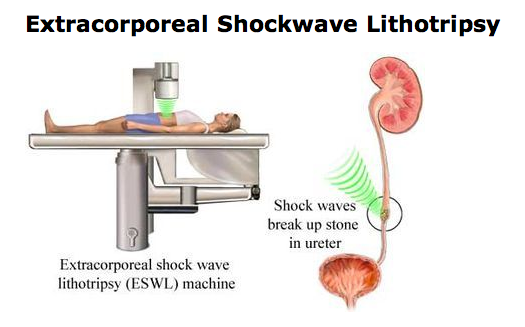 Extracorporeal Shockwave Lithotripsy
Shock waves
break up stone
in ureter
Extracorporeal shock wave
lithotripsy (ESWL) machine